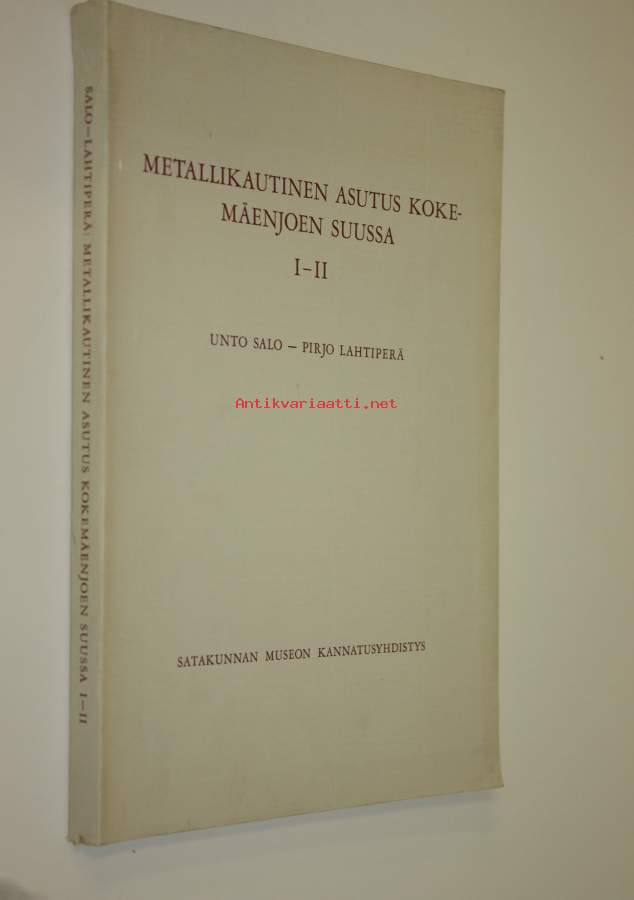 METALLIKAUTINEN ASUTUS KOKE-
MÄENJOEN SUUSSA
I–II
UNTO SALO – PIRJO LAHTIPERÄ
Antikvariaatti.net
SATAKUNNAN MUSEON KANNATUSYHDISTYS
SALO–LAHTIPERÄ: METALLIKAUTINEN ASUTUS KOKEMÄENJOEN SUUSSA I–II